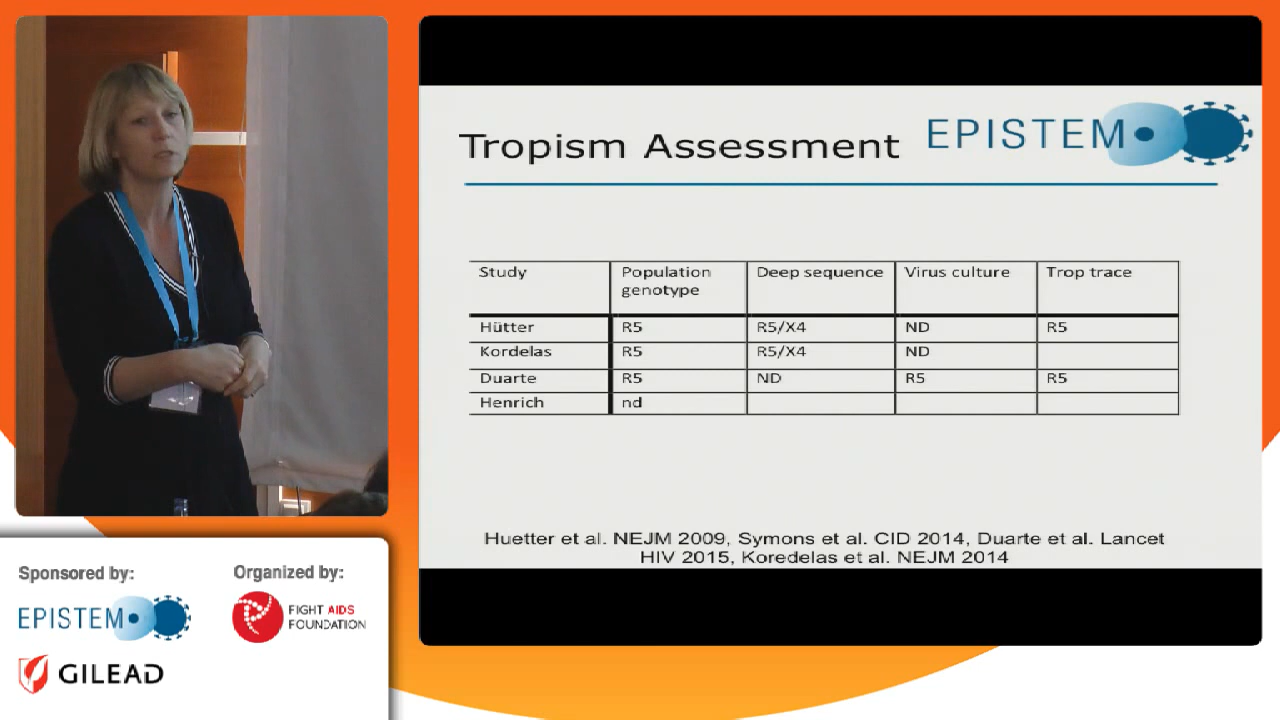 Tropism Assessment
EPISTEM
Study Population genotype Deep sequence Virus culture Trop trace
Hütter R5 R5/X4 ND R5
Kordelas R5 R5/X4 ND
Duarte R5 ND R5 R5
Henrich nd
Huetter et al. NEJM 2009, Symons et al. CID 2014, Duarte et al. Lancet
HIV 2015, Koredelas et al. NEJM 2014
Sponsored by:
EPISTEM
GILEAD
Organized by:
FIGHT AIDS
FOUNDATION